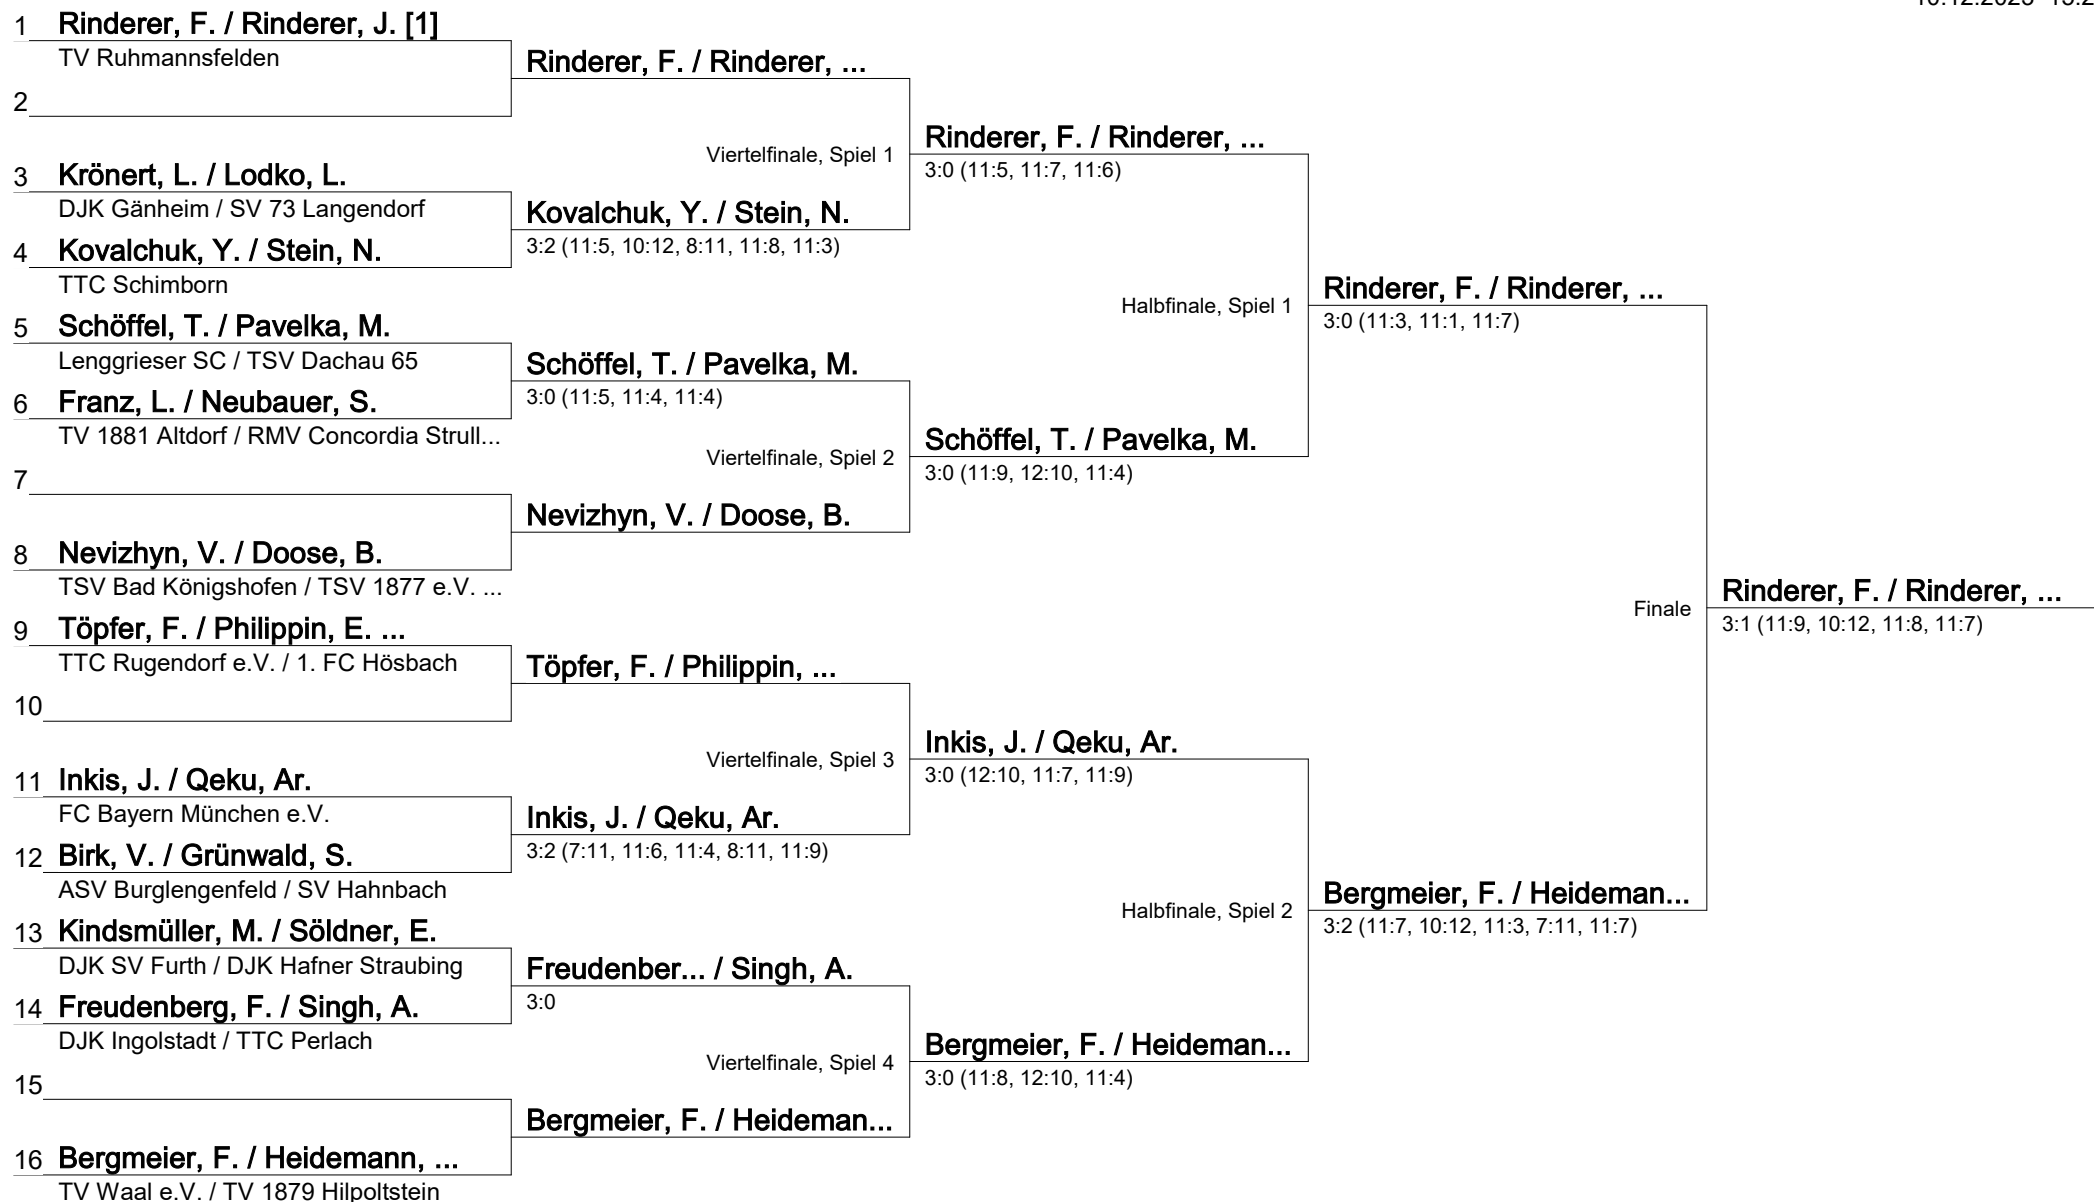 1 Rinderer, F. / Rinderer, J. [1]
TV Ruhmannsfelden
Rinderer, F. / Rinderer, ...
2
Rinderer, F. / Rinderer, ...
Viertelfinale, Spiel 1
3:0 (11:5, 11:7, 11:6)
3 Krönert, L. / Lodko, L.
DJK Gänheim / SV 73 Langendorf
Kovalchuk, Y. / Stein, N.
3:2 (11:5, 10:12, 8:11, 11:8, 11:3)
4 Kovalchuk, Y. / Stein, N.
TTC Schimborn
Rinderer, F. / Rinderer, ...
Halbfinale, Spiel 1
3:0 (11:3, 11:1, 11:7)
5 Schöffel, T. / Pavelka, M.
Lenggrieser SC / TSV Dachau 65
Schöffel, T. / Pavelka, M.
3:0 (11:5, 11:4, 11:4)
6 Franz, L. / Neubauer, S.
TV 1881 Altdorf / RMV Concordia Strull...
Schöffel, T. / Pavelka, M.
Viertelfinale, Spiel 2
3:0 (11:9, 12:10, 11:4)
7
Nevizhyn, V. / Doose, B.
8 Nevizhyn, V. / Doose, B.
TSV Bad Königshofen / TSV 1877 e.V. ...
Rinderer, F. / Rinderer, ...
Finale
3:1 (11:9, 10:12, 11:8, 11:7)
9 Töpfer, F. / Philippin, E. ...
TTC Rugendorf e.V. / 1. FC Hösbach
Töpfer, F. / Philippin, ...
10
Inkis, J. / Qeku, Ar.
Viertelfinale, Spiel 3
3:0 (12:10, 11:7, 11:9)
11 Inkis, J. / Qeku, Ar.
FC Bayern München e.V.
Inkis, J. / Qeku, Ar.
3:2 (7:11, 11:6, 11:4, 8:11, 11:9)
12 Birk, V. / Grünwald, S.
ASV Burglengenfeld / SV Hahnbach
Bergmeier, F. / Heideman...
Halbfinale, Spiel 2
3:2 (11:7, 10:12, 11:3, 7:11, 11:7)
13 Kindsmüller, M. / Söldner, E.
DJK SV Furth / DJK Hafner Straubing
Freudenber... / Singh, A.
3:0
14 Freudenberg, F. / Singh, A.
DJK Ingolstadt / TTC Perlach
Bergmeier, F. / Heideman...
Viertelfinale, Spiel 4
3:0 (11:8, 12:10, 11:4)
15
Bergmeier, F. / Heideman...
16 Bergmeier, F. / Heidemann, ...
TV Waal e.V. / TV 1879 Hilpoltstein